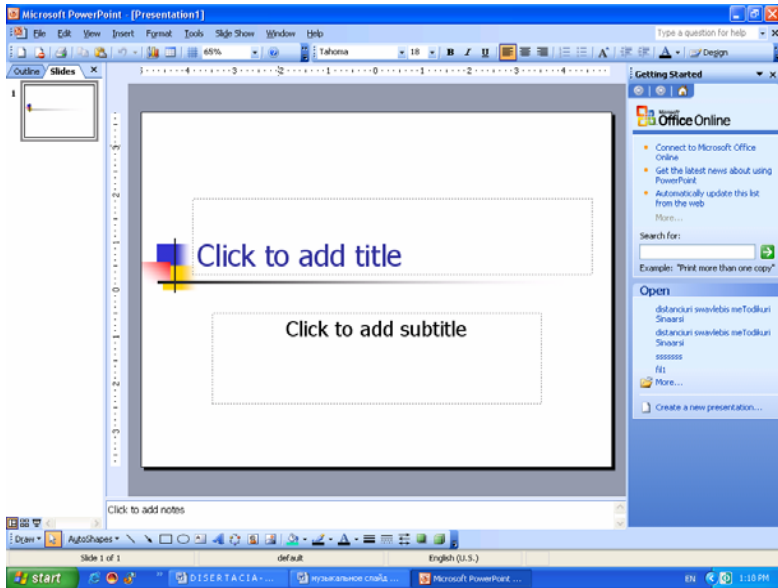 Microsoft PowerPoint - [Presentation1]
File Edit View Insert Format Tools Slide Show Window Help
Type a question for help
65% Tahoma 18 B I U A A Design
Outline Slides
Getting Started
1
Microsoft
Office Online
Connect to Microsoft Office
Online
Get the latest news about using
PowerPoint
Automatically update this list
from the web
More...
Search for:
Example: "Print more than one copy"
Open
distanciuri swavlebis meTodikuri
Sinaarsi
distanciuri swavlebis meTodikuri
Sinaarsi
sssssss
fil1
More...
Create a new presentation...
Click to add title
Click to add subtitle
Click to add notes
Draw AutoShapes A
Slide 1 of 1 default English (U.S.)
start DISERTACIA-... музыкальное слайд ... Microsoft PowerPoint ... EN 1:18 PM